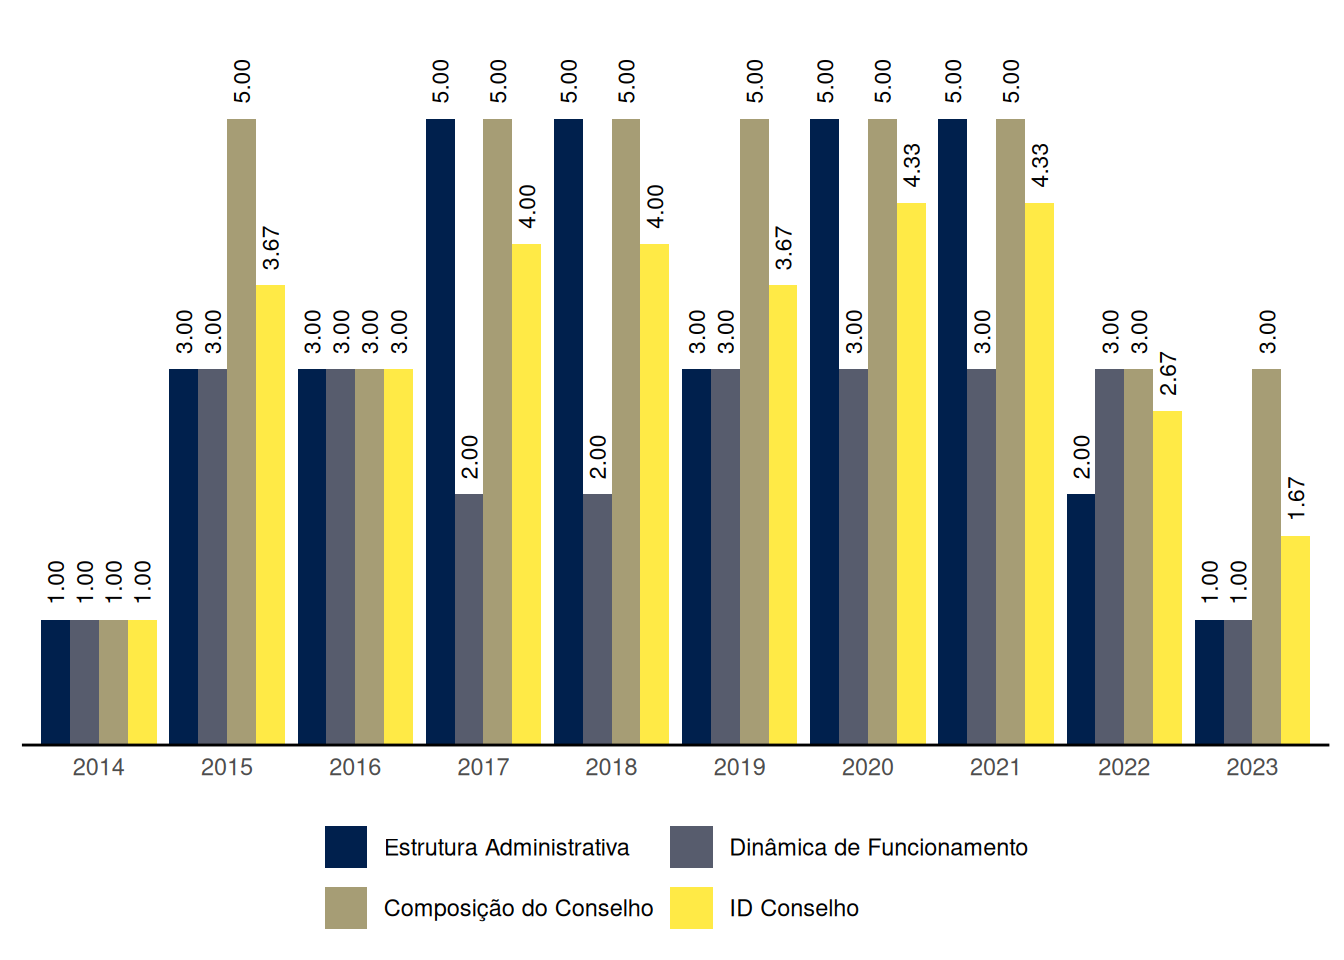 1.00 1.00 1.00 1.00
3.00 3.00 5.00 3.67
3.00 3.00 3.00 3.00
5.00 2.00 5.00 4.00
5.00 2.00 5.00 4.00
3.00 3.00 5.00 3.67
5.00 3.00 5.00 4.33
5.00 3.00 5.00 4.33
2.00 3.00 3.00 2.67
1.00 1.00 3.00 1.67
2014 2015 2016 2017 2018 2019 2020 2021 2022 2023
Estrutura Administrativa Dinâmica de Funcionamento
Composição do Conselho ID Conselho